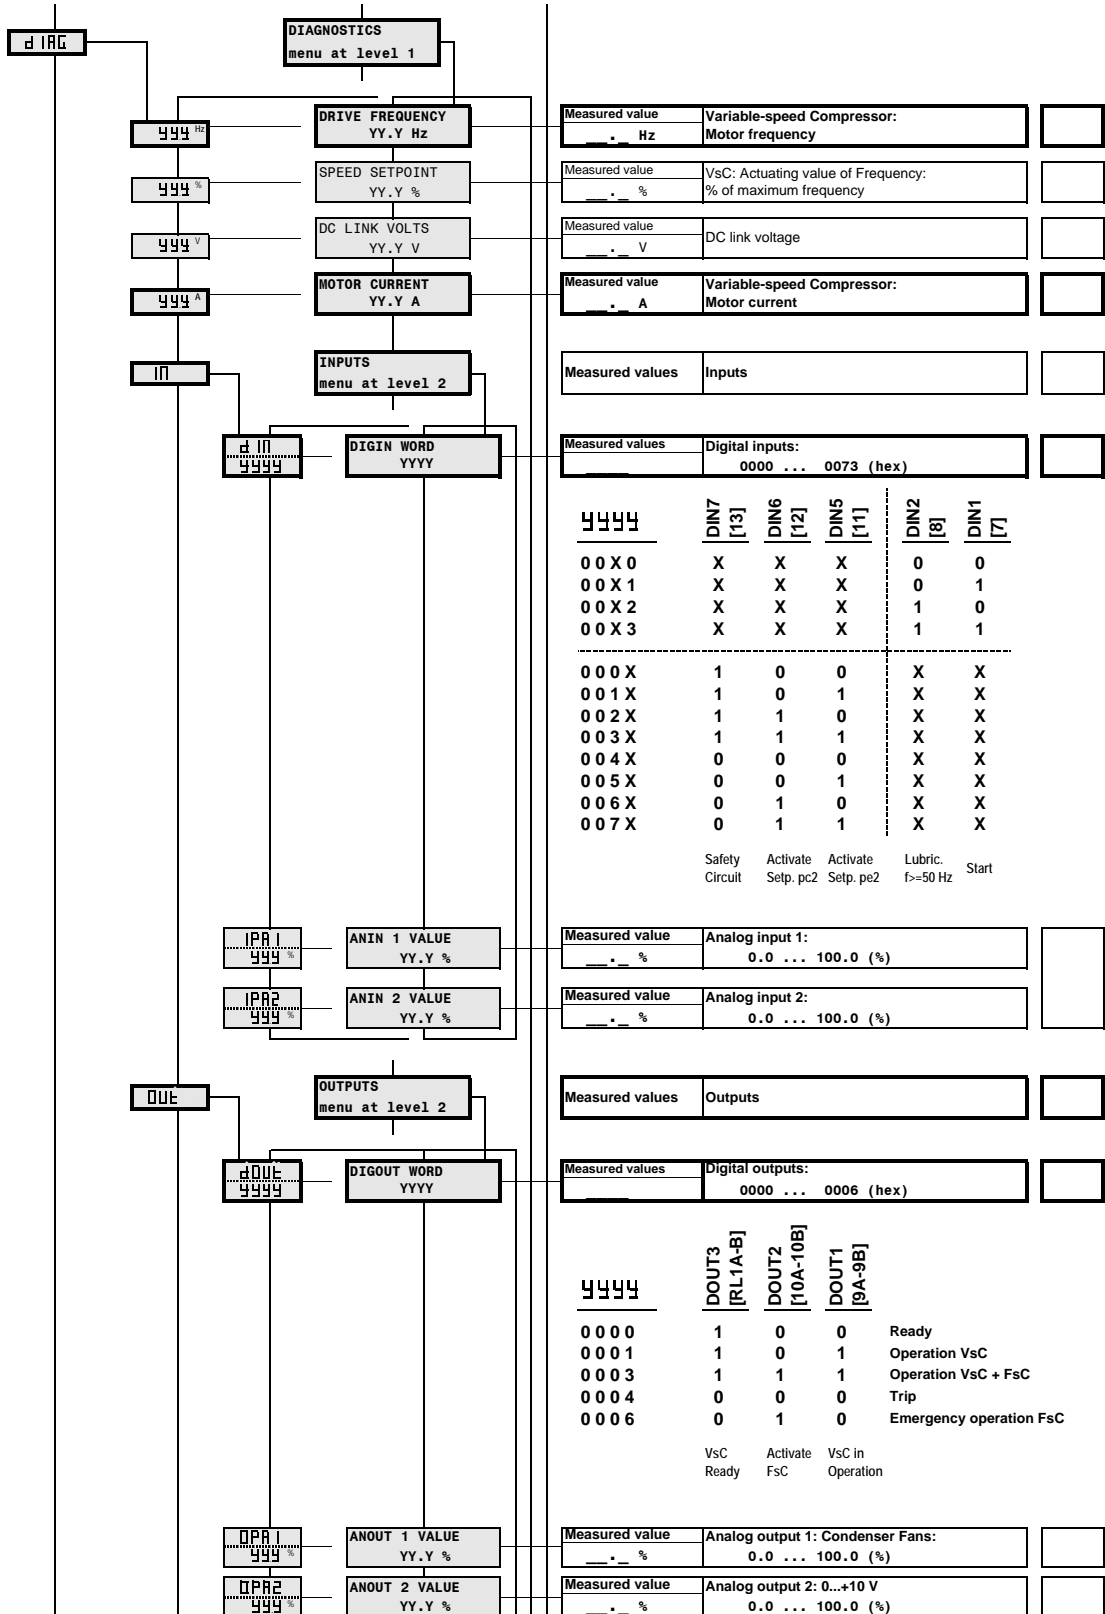 DIAGNOSTICS
menu at level 1
dIAG
DRIVE FREQUENCY
YY.Y Hz
yyy Hz
Measured value
__._ Hz
Variable-speed Compressor:
Motor frequency
SPEED SETPOINT
YY.Y %
yyy %
Measured value
__._ %
VsC: Actuating value of Frequency:
% of maximum frequency
DC LINK VOLTS
YY.Y V
yyy V
Measured value
__._ V
DC link voltage
MOTOR CURRENT
YY.Y A
yyy A
Measured value
__._ A
Variable-speed Compressor:
Motor current
IN
INPUTS
menu at level 2
Measured values
Inputs
d IN
yyyy
DIGIN WORD
YYYY
Measured values
____
Digital inputs:
0000 ... 0073 (hex)
yyyy DIN7 [13] DIN6 [12] DIN5 [11] DIN2 [8] DIN1 [7]
0 0 X 0 X X X 0 0
0 0 X 1 X X X 0 1
0 0 X 2 X X X 1 0
0 0 X 3 X X X 1 1
0 0 0 X 1 0 0 X X
0 0 1 X 1 0 1 X X
0 0 2 X 1 1 0 X X
0 0 3 X 1 1 1 X X
0 0 4 X 0 0 0 X X
0 0 5 X 0 0 1 X X
0 0 6 X 0 1 0 X X
0 0 7 X 0 1 1 X X
Safety Circuit
Activate Setp. pc2
Activate Setp. pe2
Lubric. f>=50 Hz
Start
IPA1
yyy %
ANIN 1 VALUE
YY.Y %
Measured value
__._ %
Analog input 1:
0.0 ... 100.0 (%)
IPA2
yyy %
ANIN 2 VALUE
YY.Y %
Measured value
__._ %
Analog input 2:
0.0 ... 100.0 (%)
OUt
OUTPUTS
menu at level 2
Measured values
Outputs
dOUt
yyyy
DIGOUT WORD
YYYY
Measured values
____
Digital outputs:
0000 ... 0006 (hex)
yyyy DOUT3 [RL1A-B] DOUT2 [10A-10B] DOUT1 [9A-9B]
0 0 0 0 1 0 0 Ready
0 0 0 1 1 0 1 Operation VsC
0 0 0 3 1 1 1 Operation VsC + FsC
0 0 0 4 0 0 0 Trip
0 0 0 6 0 1 0 Emergency operation FsC
VsC Ready
Activate FsC
VsC in Operation
OPA1
yyy %
ANOUT 1 VALUE
YY.Y %
Measured value
__._ %
Analog output 1: Condenser Fans:
0.0 ... 100.0 (%)
OPA2
yyy %
ANOUT 2 VALUE
YY.Y %
Measured value
__._ %
Analog output 2: 0...+10 V
0.0 ... 100.0 (%)